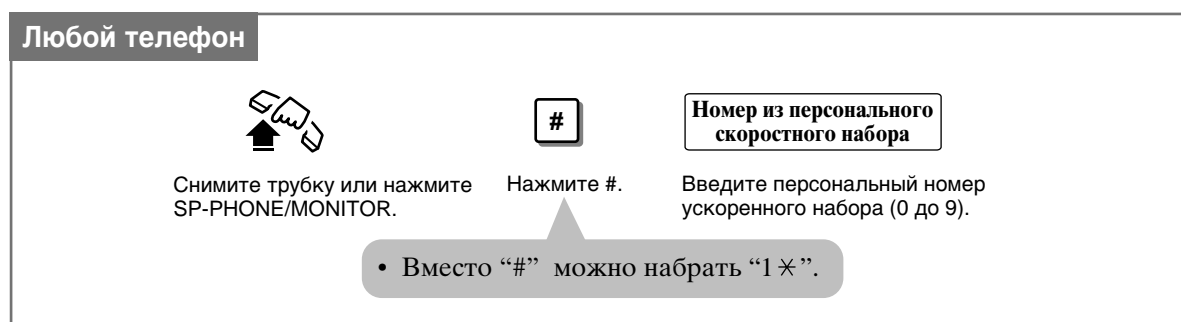 Любой телефон
#
Номер из персонального
скоростного набора
Снимите трубку или нажмите
SP-PHONE/MONITOR.
Нажмите #.
Введите персональный номер
ускоренного набора (0 до 9).
• Вместо “#” можно набрать “1✳”.